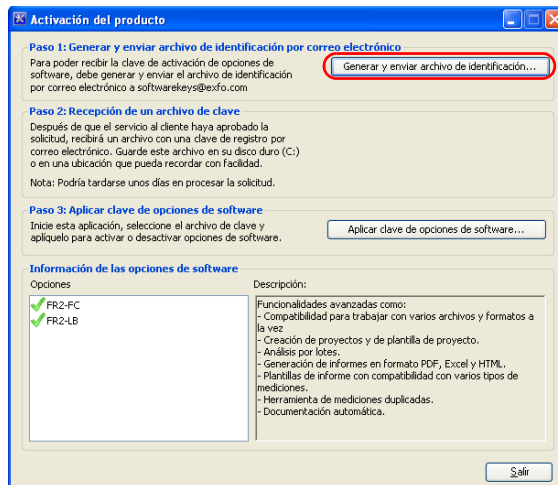 Activación del producto
Paso 1: Generar y enviar archivo de identificación por correo electrónico
Para poder recibir la clave de activación de opciones de
software, debe generar y enviar el archivo de identificación
por correo electrónico a softwarekeys@exfo.com
Generar y enviar archivo de identificación...
Paso 2: Recepción de un archivo de clave
Después de que el servicio al cliente haya aprobado la
solicitud, recibirá un archivo con una clave de registro por
correo electrónico. Guarde este archivo en su disco duro (C:)
o en una ubicación que pueda recordar con facilidad.
Nota: Podría tardarse unos días en procesar la solicitud.
Paso 3: Aplicar clave de opciones de software
Inicie esta aplicación, seleccione el archivo de clave y
aplíquelo para activar o desactivar opciones de software.
Aplicar clave de opciones de software...
Información de las opciones de software
Opciones
FR2-FC
FR2-LB
Descripción:
Funcionalidades avanzadas como:
- Compatibilidad para trabajar con varios archivos y formatos a
la vez
- Creación de proyectos y de plantilla de proyecto.
- Análisis por lotes.
- Generación de informes en formato PDF, Excel y HTML.
- Plantillas de informe con compatibilidad con varios tipos de
mediciones.
- Herramienta de mediciones duplicadas.
- Documentación automática.
Salir